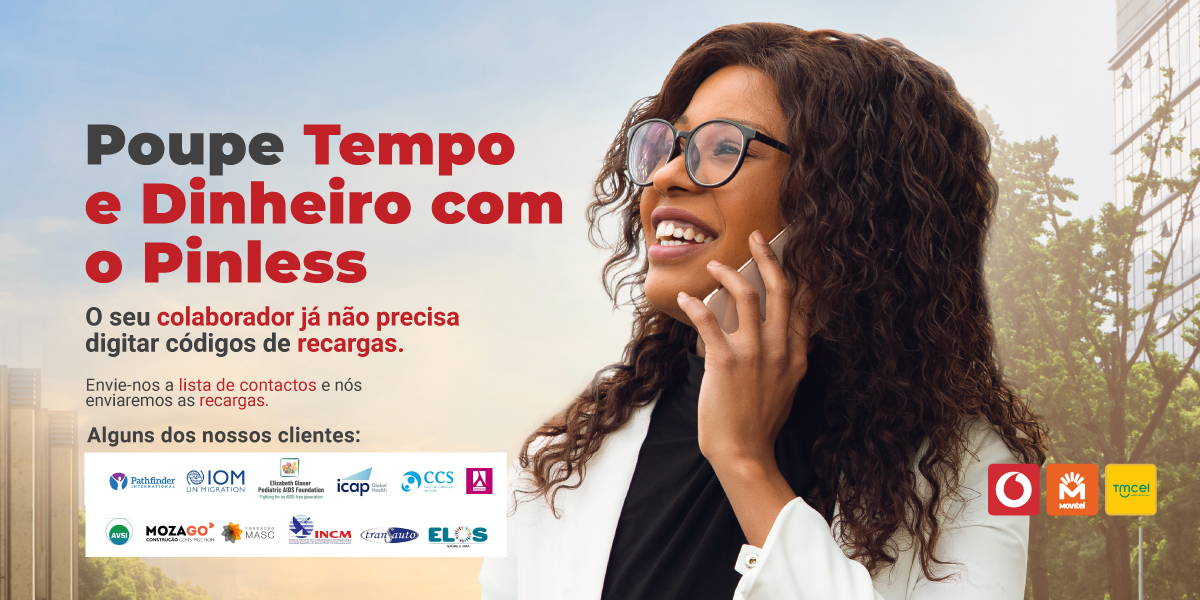 Poupe Tempo
e Dinheiro com
o Pinless
O seu colaborador já não precisa
digitar códigos de recargas.
Envie-nos a lista de contactos e nós
enviaremos as recargas.
Alguns dos nossos clientes:
Pathfinder
INTERNATIONAL
IOM
UN MIGRATION
Elizabeth Glaser
Pediatric AIDS Foundation
Fighting for an AIDS-free generation
icap Global
Health
CCS
AVSI
MOZAGO
CONSTRUÇÃO CONSTRUCTION
FUNDAÇÃO
MASC
INCM
tran auto
ELOS
MOVITEL
Tmcel